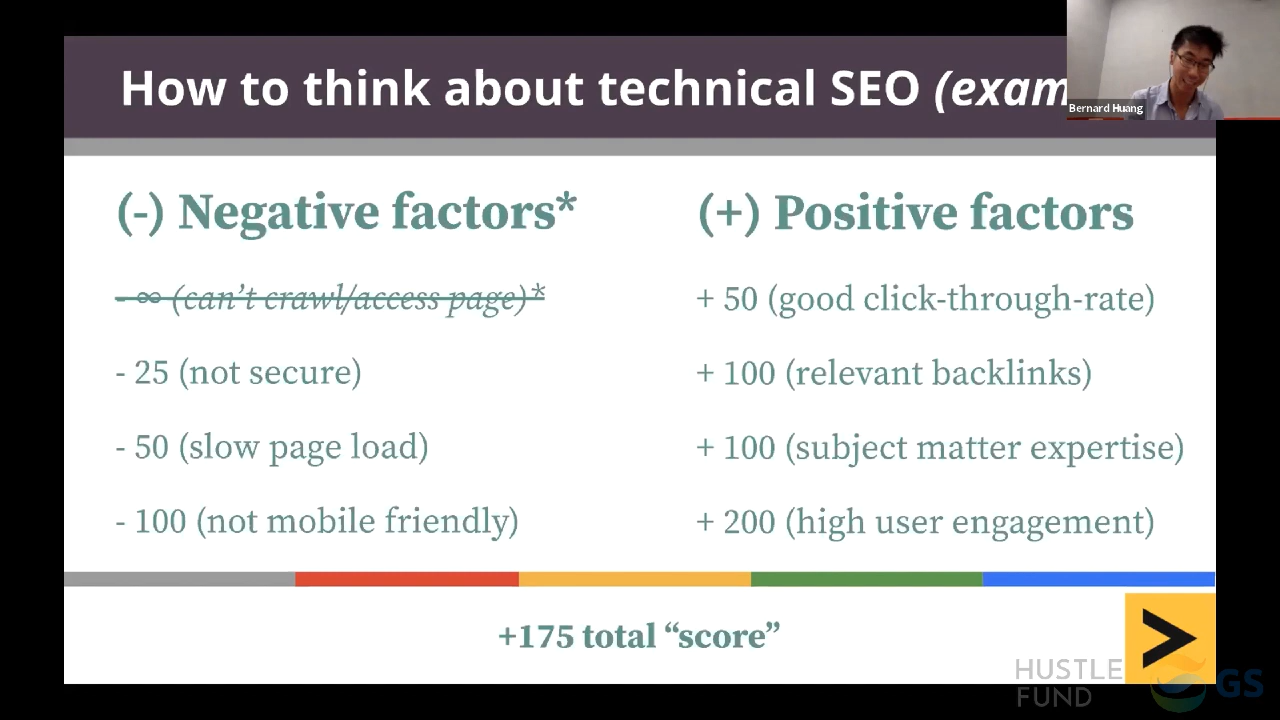 How to think about technical SEO (exam
Bernard Huang
(-) Negative factors*
- ∞ (can't crawl/access page)*
- 25 (not secure)
- 50 (slow page load)
- 100 (not mobile friendly)
(+) Positive factors
+ 50 (good click-through-rate)
+ 100 (relevant backlinks)
+ 100 (subject matter expertise)
+ 200 (high user engagement)
+175 total “score”
HUSTLE
FUND
GS